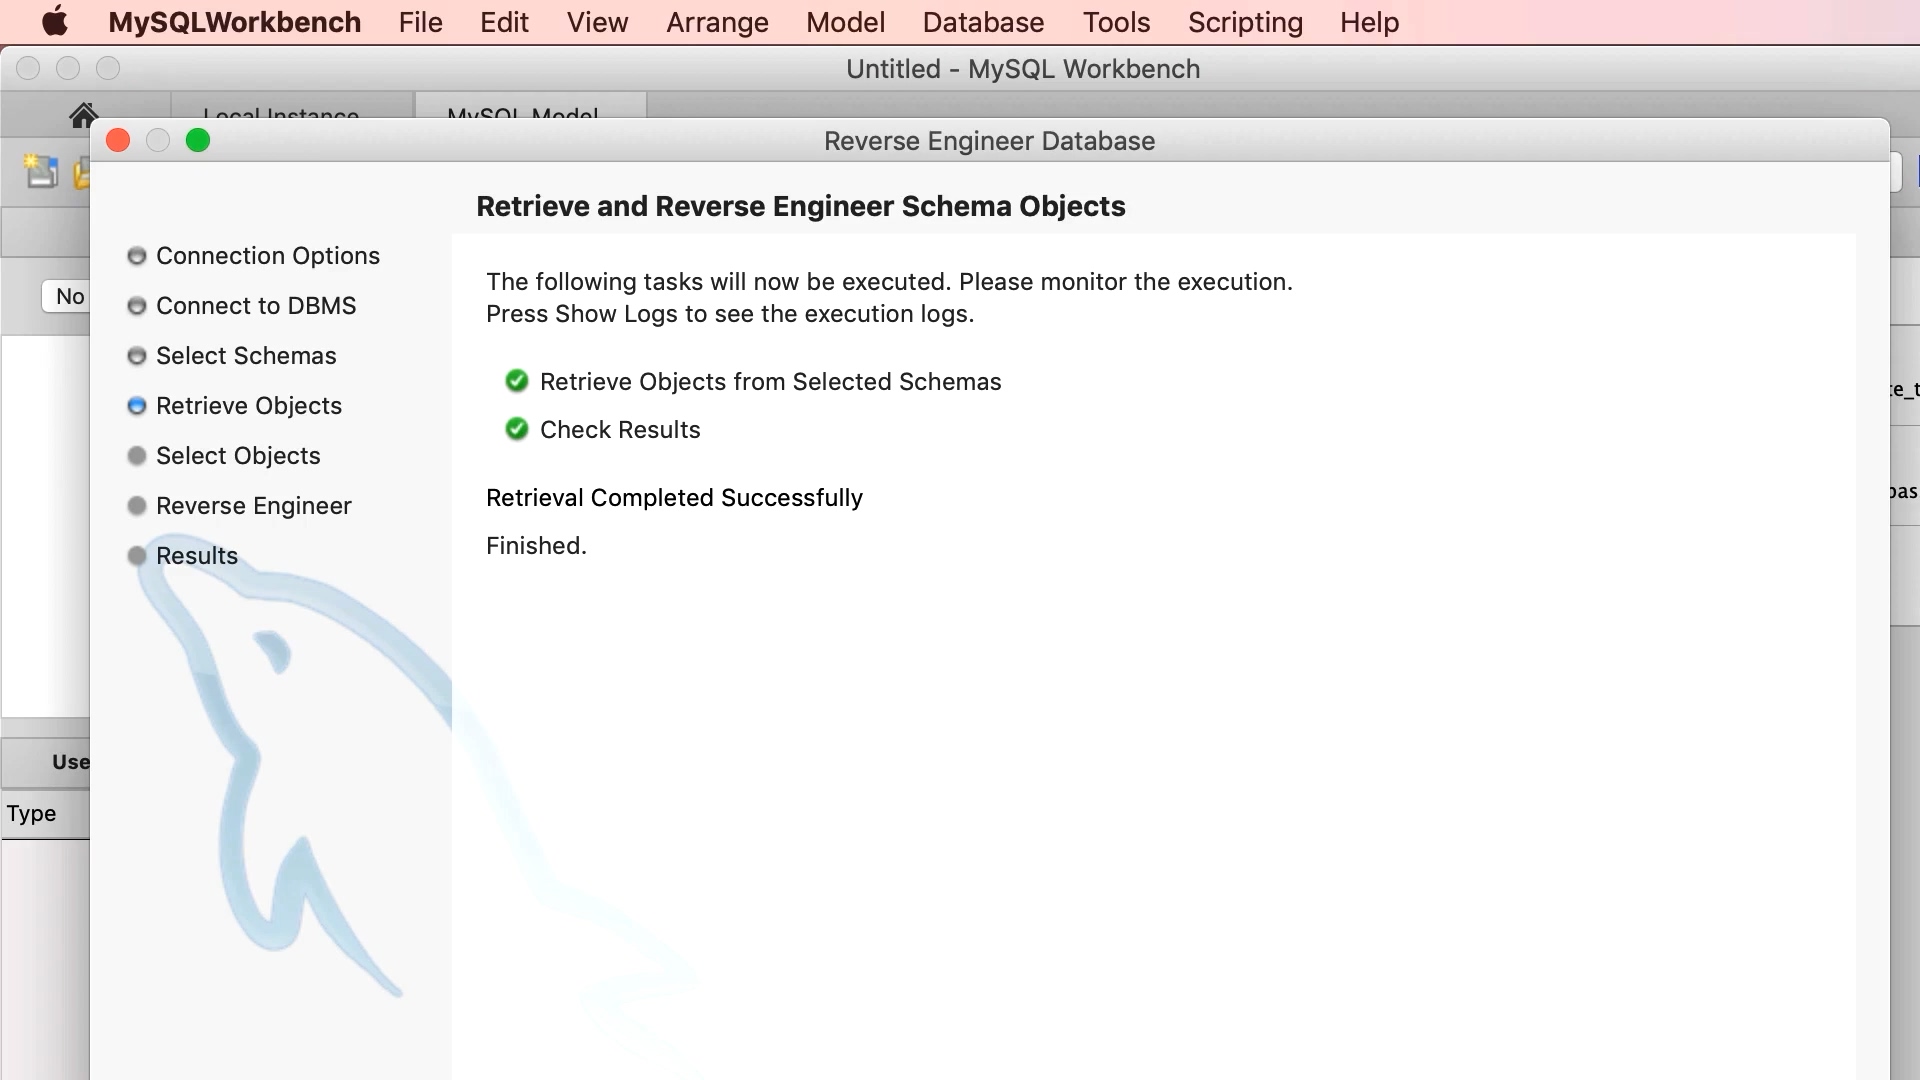 MySQLWorkbench File Edit View Arrange Model Database Tools Scripting Help
Untitled - MySQL Workbench
Local Instance MySQL Model
Reverse Engineer Database
Retrieve and Reverse Engineer Schema Objects
Connection Options
Connect to DBMS
Select Schemas
Retrieve Objects
Select Objects
Reverse Engineer
Results
The following tasks will now be executed. Please monitor the execution.
Press Show Logs to see the execution logs.
Retrieve Objects from Selected Schemas
Check Results
Retrieval Completed Successfully
Finished.
No
Use
Type